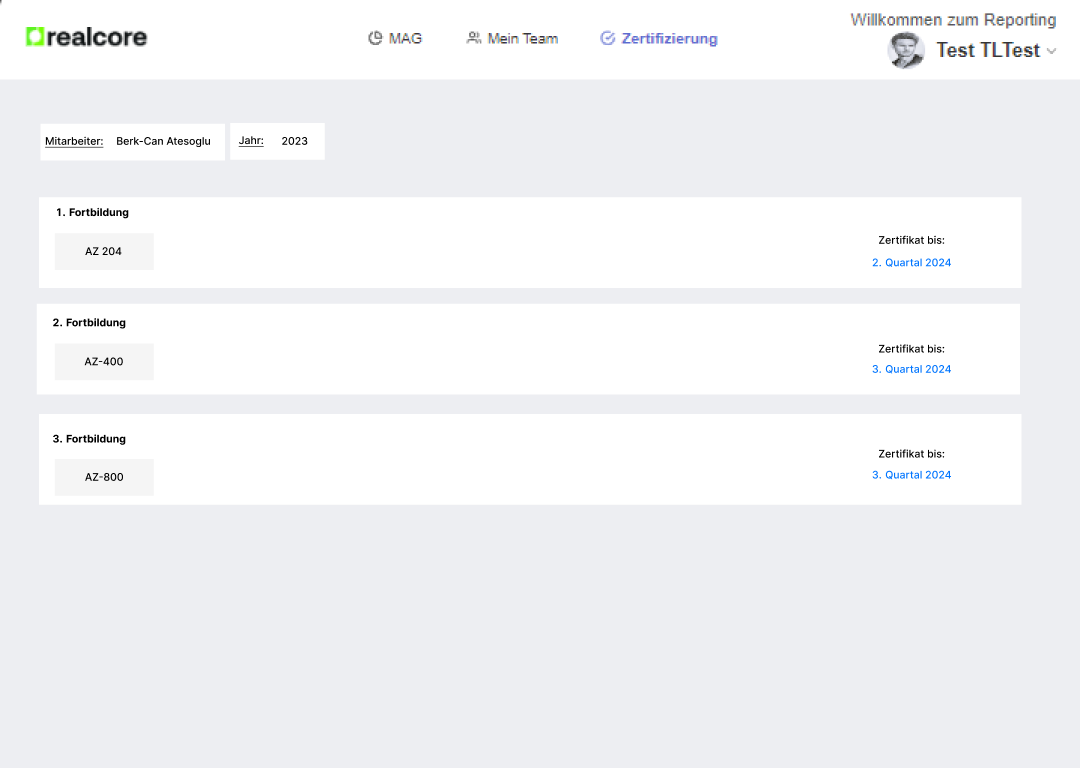 realcore
MAG
Mein Team
Zertifizierung
Willkommen zum Reporting
Test TLTest
Mitarbeiter: Berk-Can Atesoglu
Jahr: 2023
1. Fortbildung
AZ 204
Zertifikat bis:
2. Quartal 2024
2. Fortbildung
AZ-400
Zertifikat bis:
3. Quartal 2024
3. Fortbildung
AZ-800
Zertifikat bis:
3. Quartal 2024